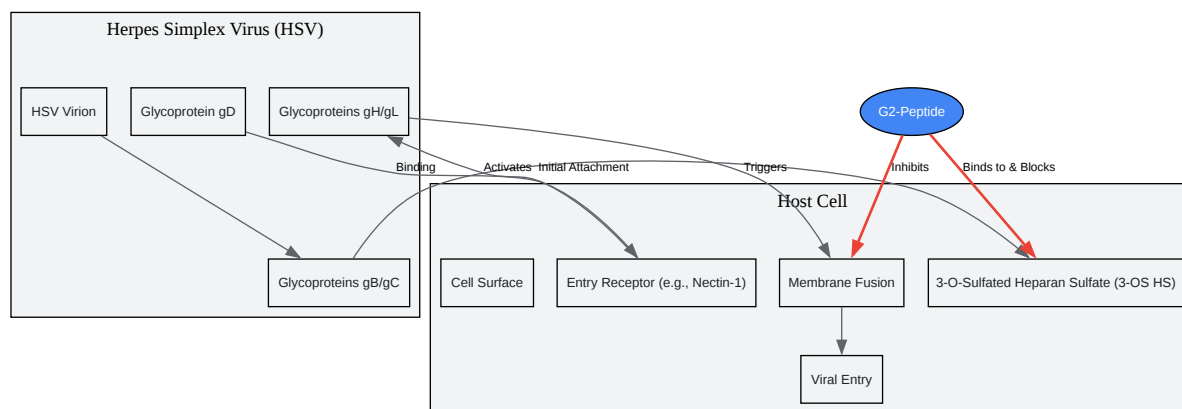 Herpes Simplex Virus (HSV)
HSV Virion
Glycoprotein gD
Glycoproteins gH/gL
G2-Peptide
Binding
Activates
Initial Attachment
Triggers
Inhibits
Binds to & Blocks
Host Cell
Glycoproteins gB/gC
Cell Surface
Entry Receptor (e.g., Nectin-1)
Membrane Fusion
3-O-Sulfated Heparan Sulfate (3-OS HS)
Viral Entry